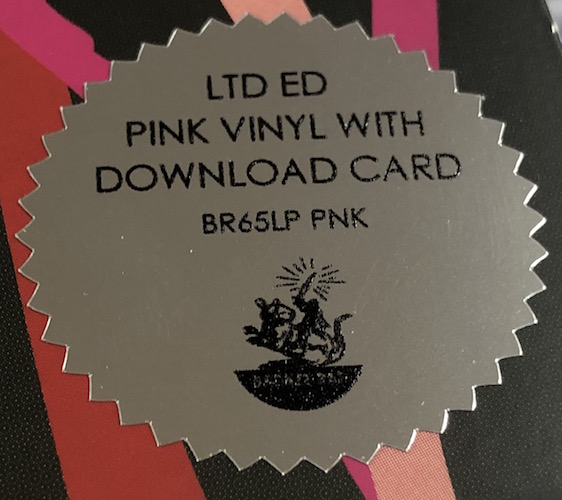 LTD ED
PINK VINYL WITH
DOWNLOAD CARD
BR65LP PNK